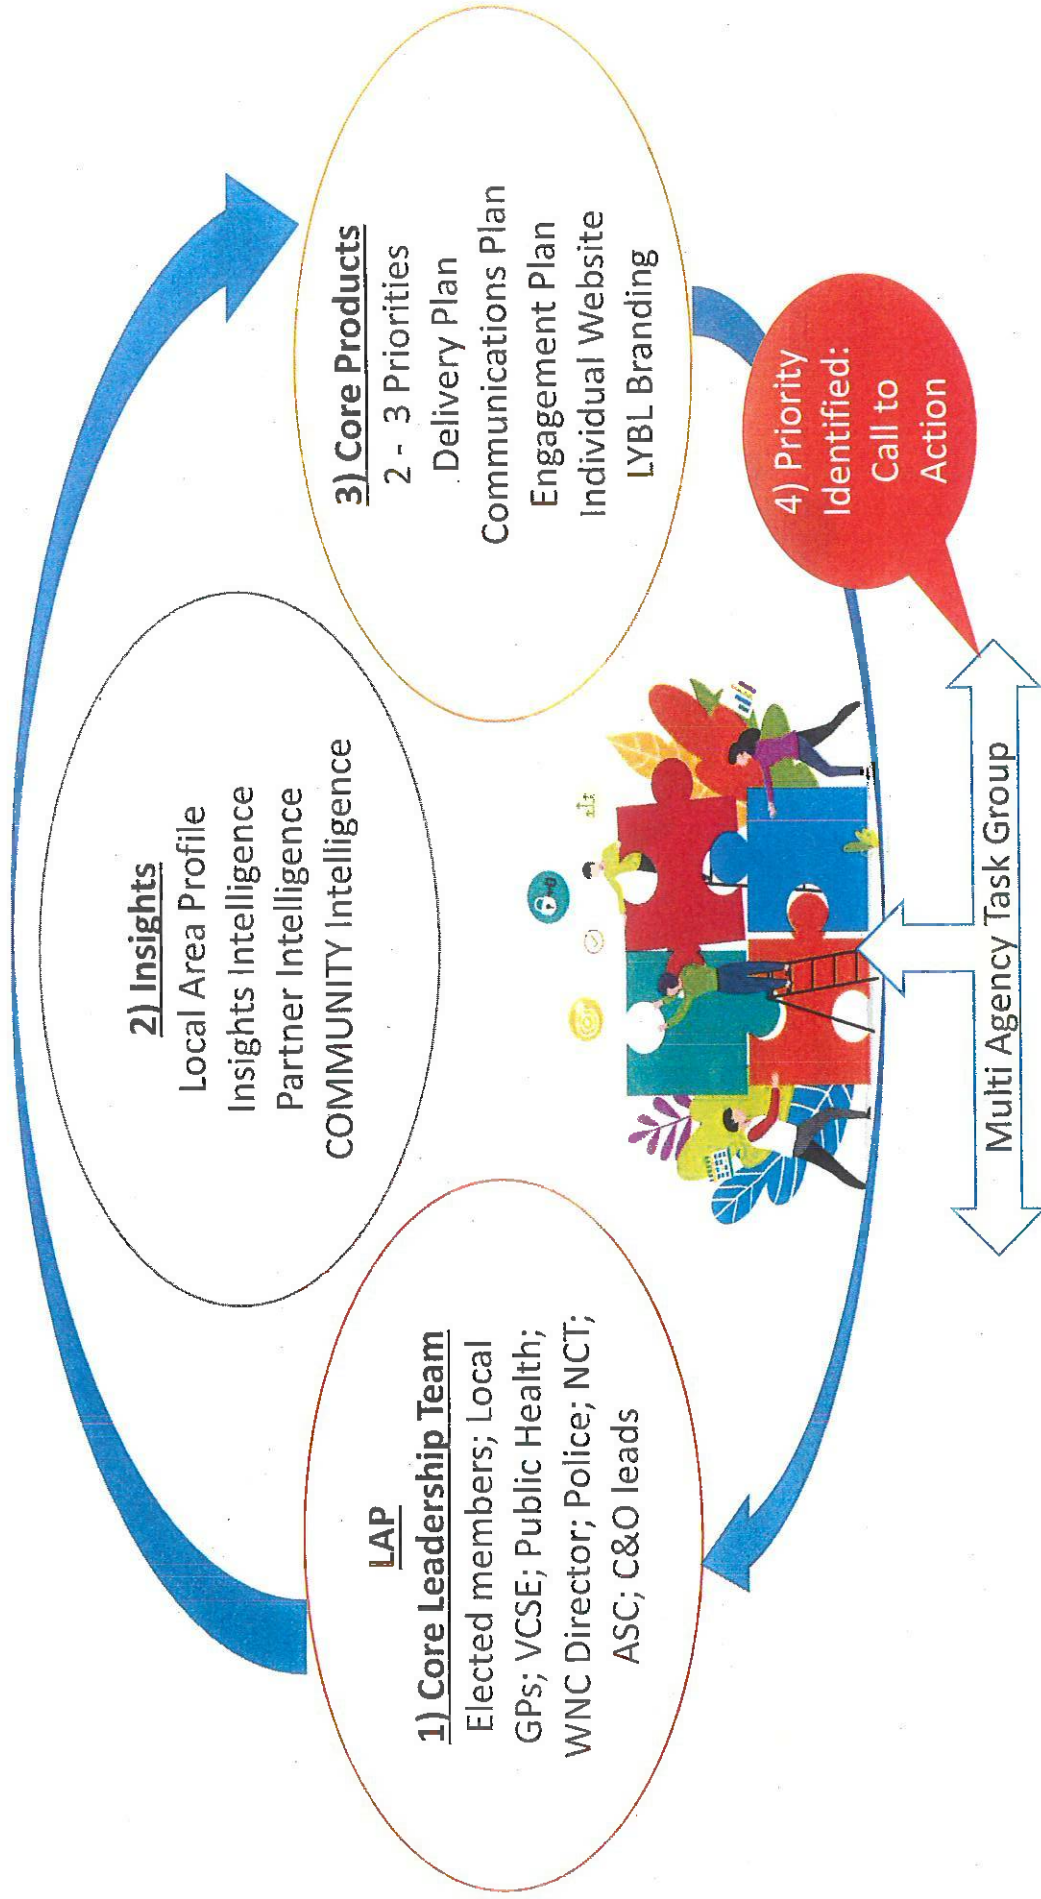 LAP
1) Core Leadership Team
Elected members; Local
GPs; VCSE; Public Health;
WNC Director; Police; NCT;
ASC; C&O leads
2) Insights
Local Area Profile
Insights Intelligence
Partner Intelligence
COMMUNITY Intelligence
3) Core Products
2 - 3 Priorities
Delivery Plan
Communications Plan
Engagement Plan
Individual Website
LYBL Branding
4) Priority
Identified:
Call to
Action
Multi Agency Task Group